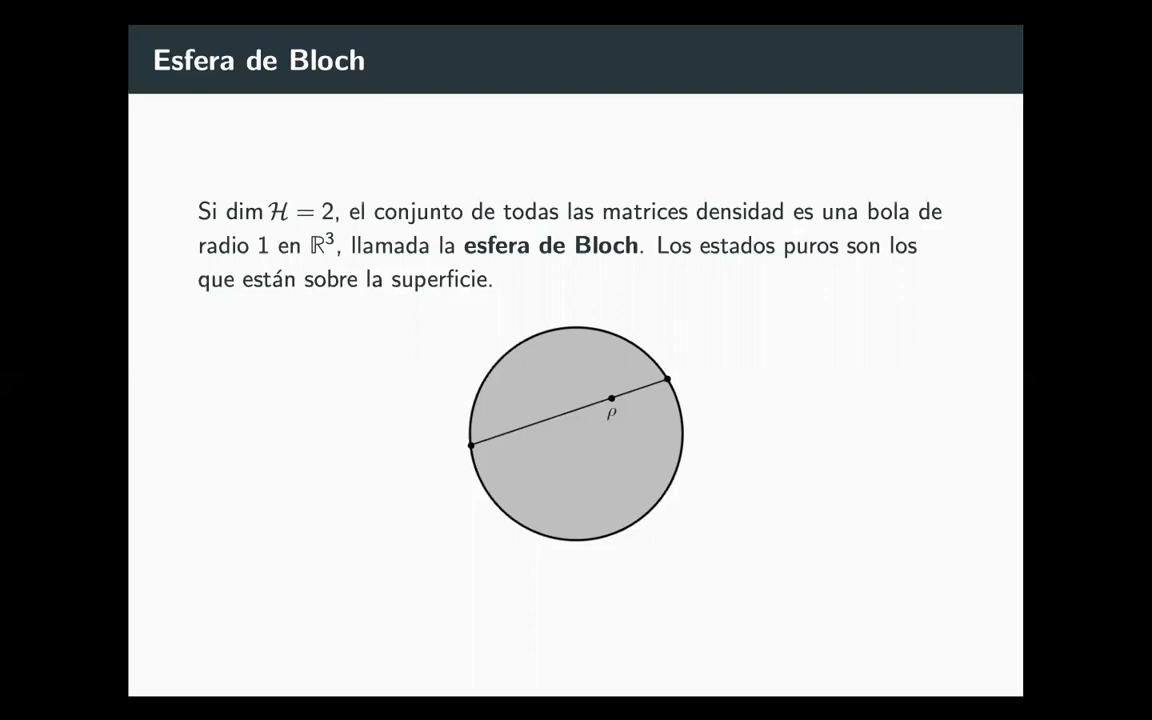 Esfera de Bloch
Si dim ℋ = 2, el conjunto de todas las matrices densidad es una bola de
radio 1 en ℝ³, llamada la esfera de Bloch. Los estados puros son los
que están sobre la superficie.
ρ